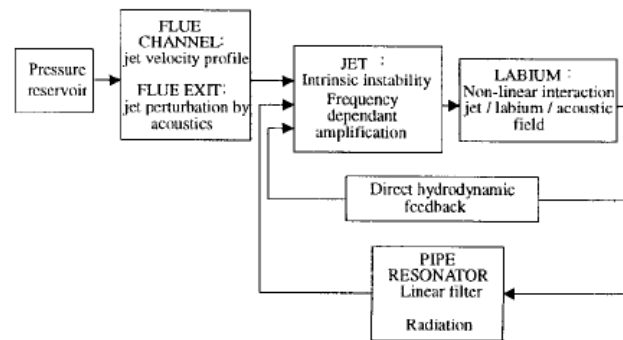 Pressure
reservoir
FLUE
CHANNEL:
jet velocity profile
FLUE EXIT:
jet perturbation by
acoustics
JET :
Intrinsic instability
Frequency
dependant
amplification
LABIUM :
Non-linear interaction
jet / labium / acoustic
field
Direct hydrodynamic
feedback
PIPE
RESONATOR
Linear filter
Radiation